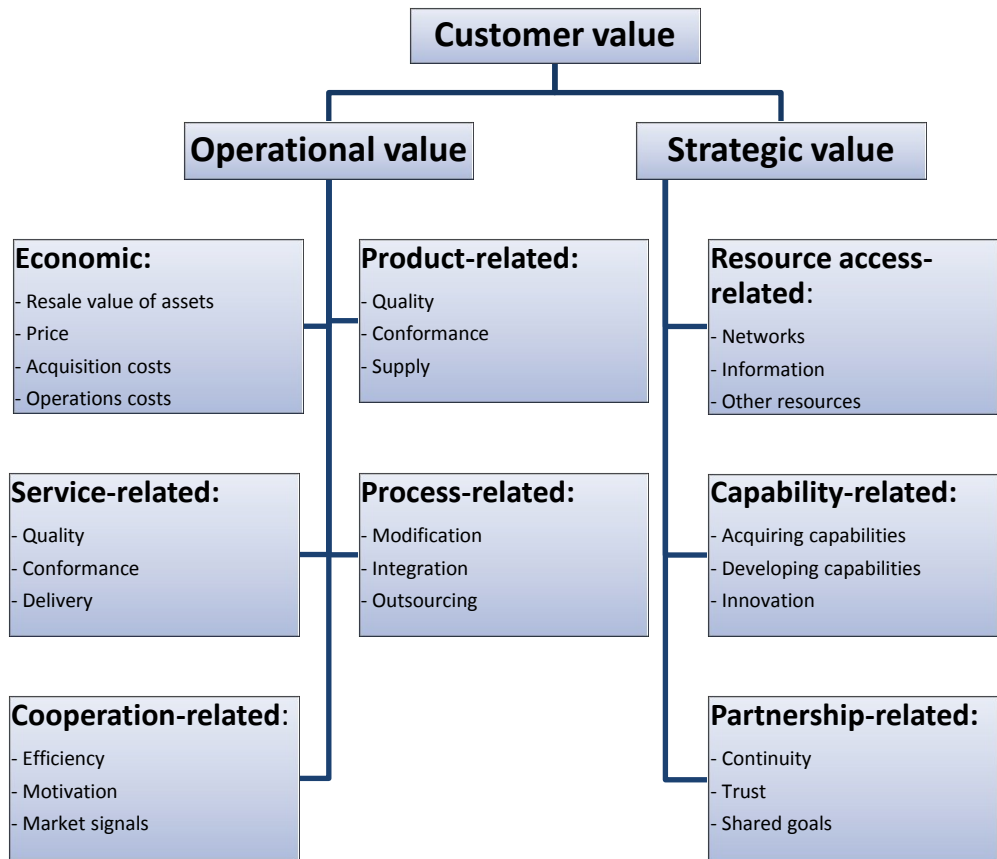 Customer value
Operational value
Strategic value
Economic:
- Resale value of assets
- Price
- Acquisition costs
- Operations costs
Product-related:
- Quality
- Conformance
- Supply
Resource access-
related:
- Networks
- Information
- Other resources
Service-related:
- Quality
- Conformance
- Delivery
Process-related:
- Modification
- Integration
- Outsourcing
Capability-related:
- Acquiring capabilities
- Developing capabilities
- Innovation
Cooperation-related:
- Efficiency
- Motivation
- Market signals
Partnership-related:
- Continuity
- Trust
- Shared goals